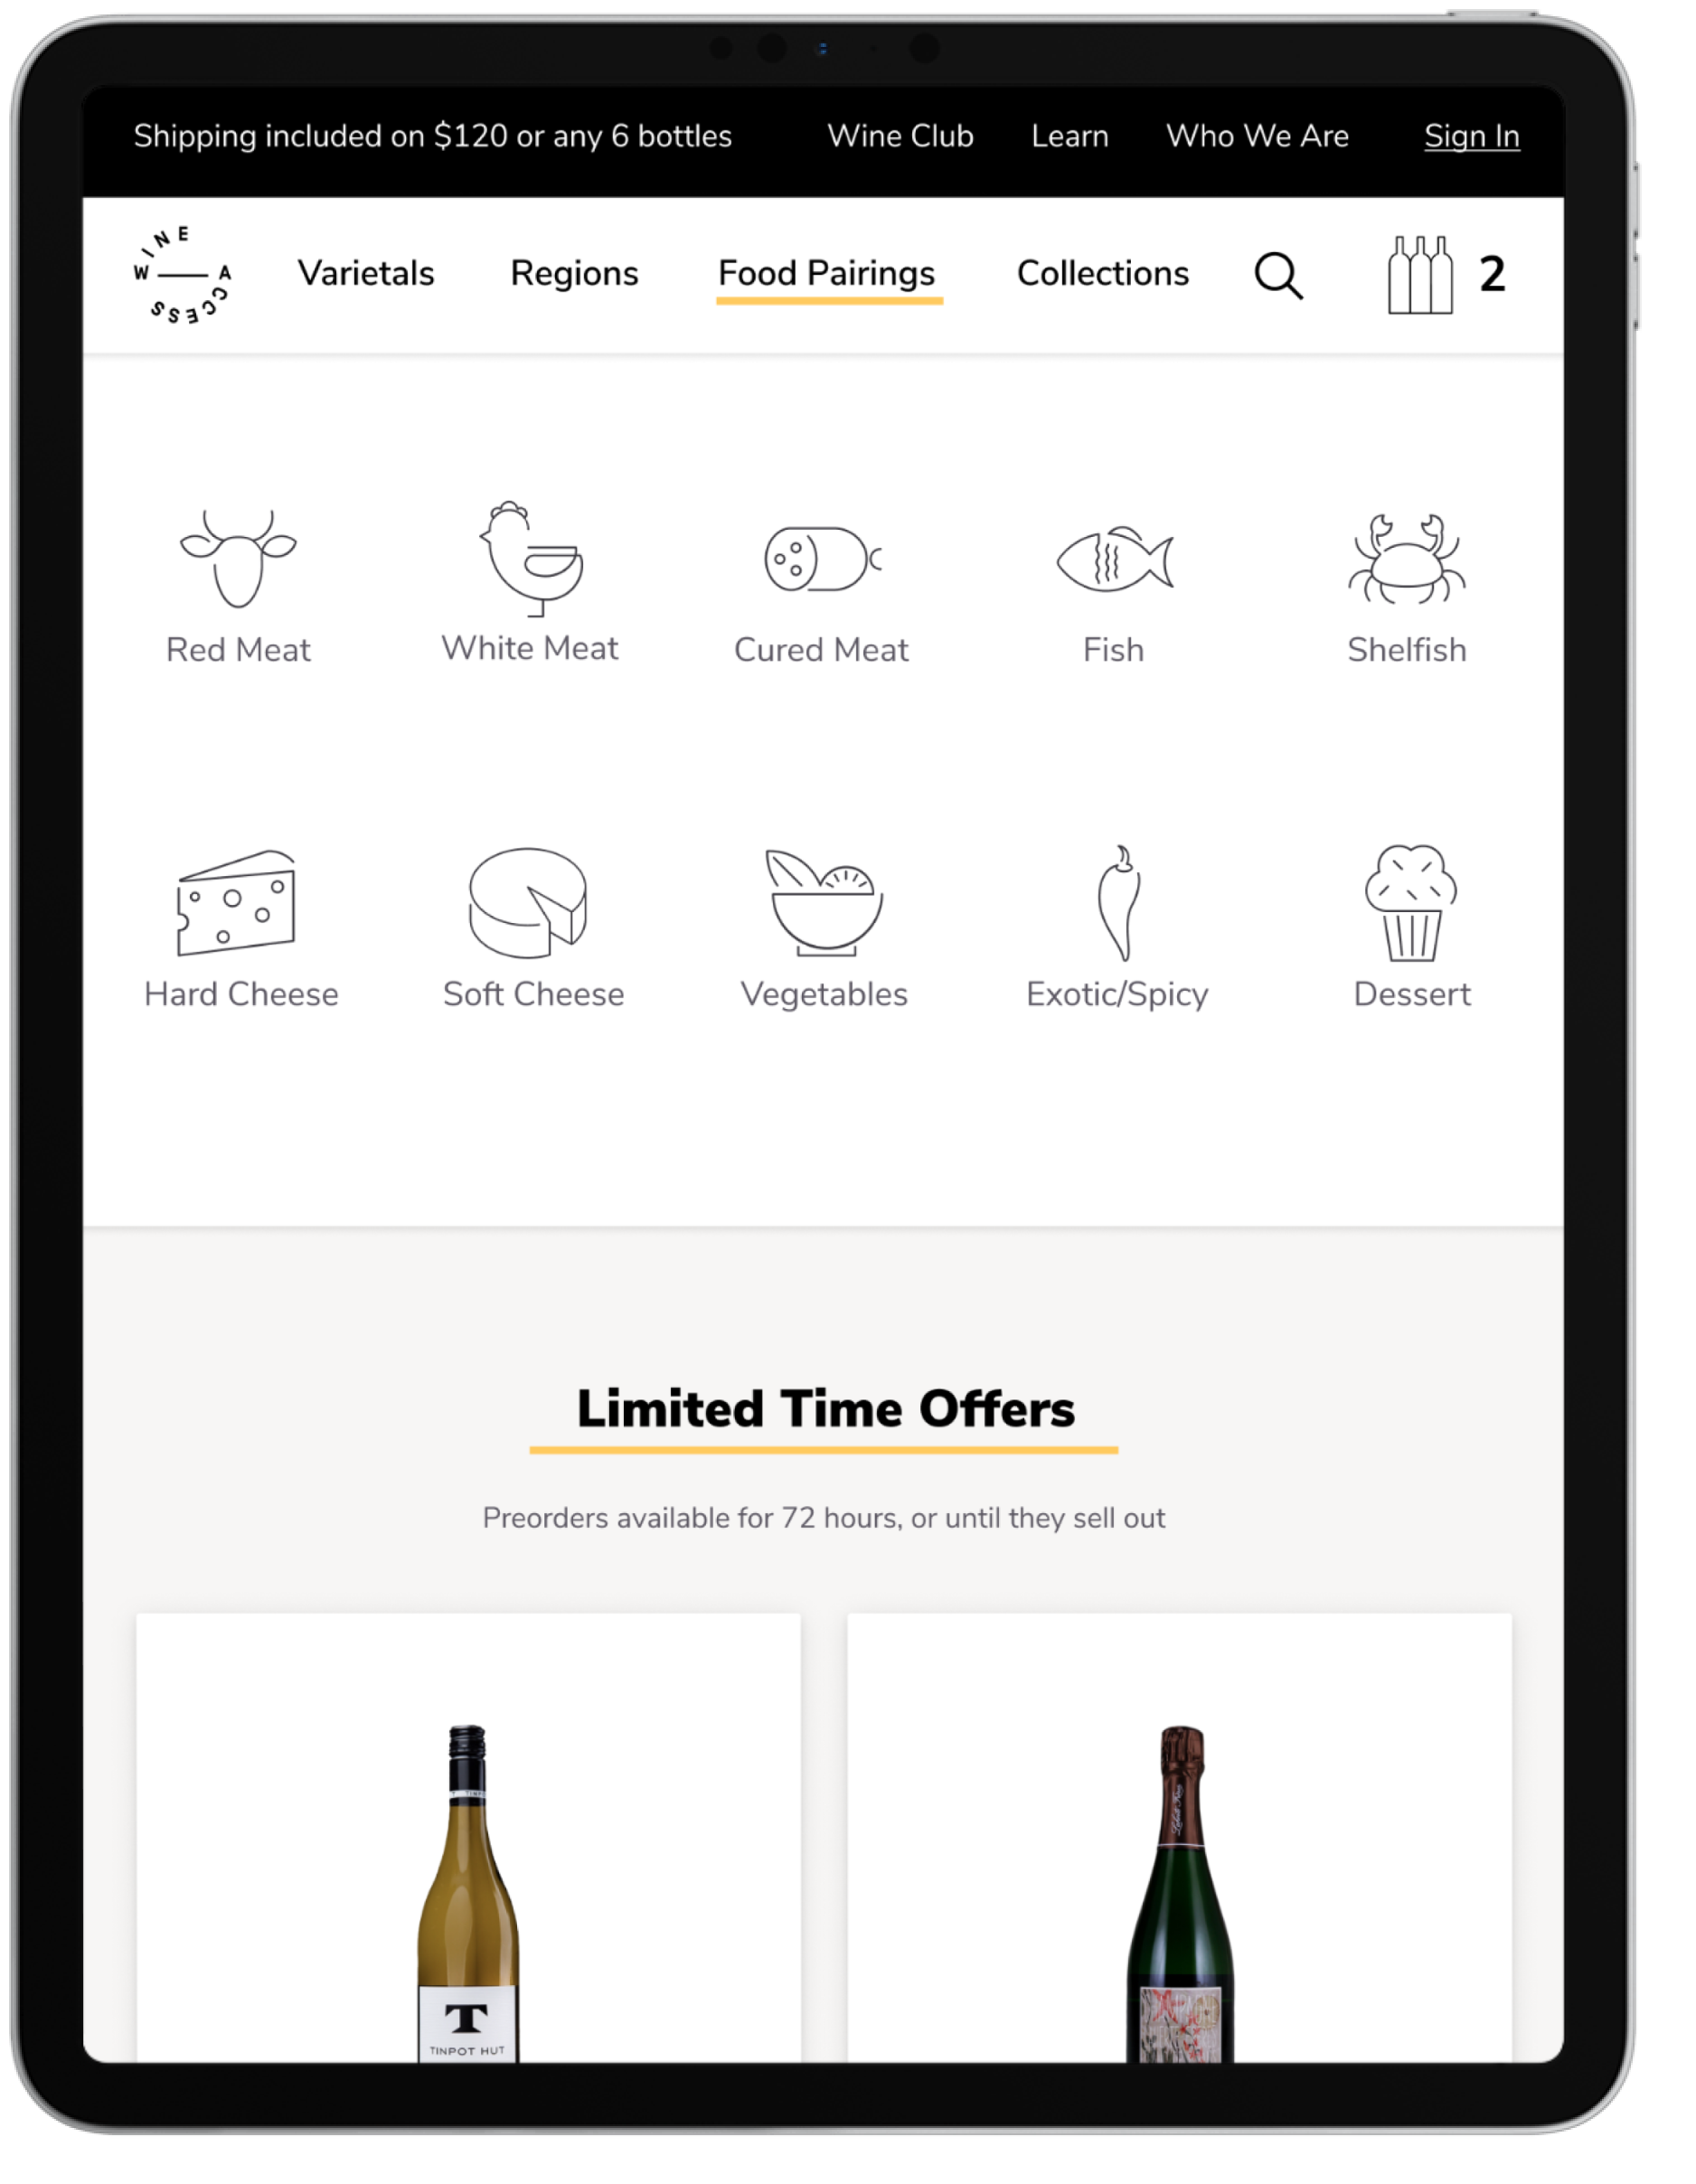 Shipping included on $120 or any 6 bottles Wine Club Learn Who We Are Sign In
WINE ACCESS
Varietals Regions Food Pairings Collections 2
Red Meat White Meat Cured Meat Fish Shelfish
Hard Cheese Soft Cheese Vegetables Exotic/Spicy Dessert
Limited Time Offers
Preorders available for 72 hours, or until they sell out
T
TINPOT HUT